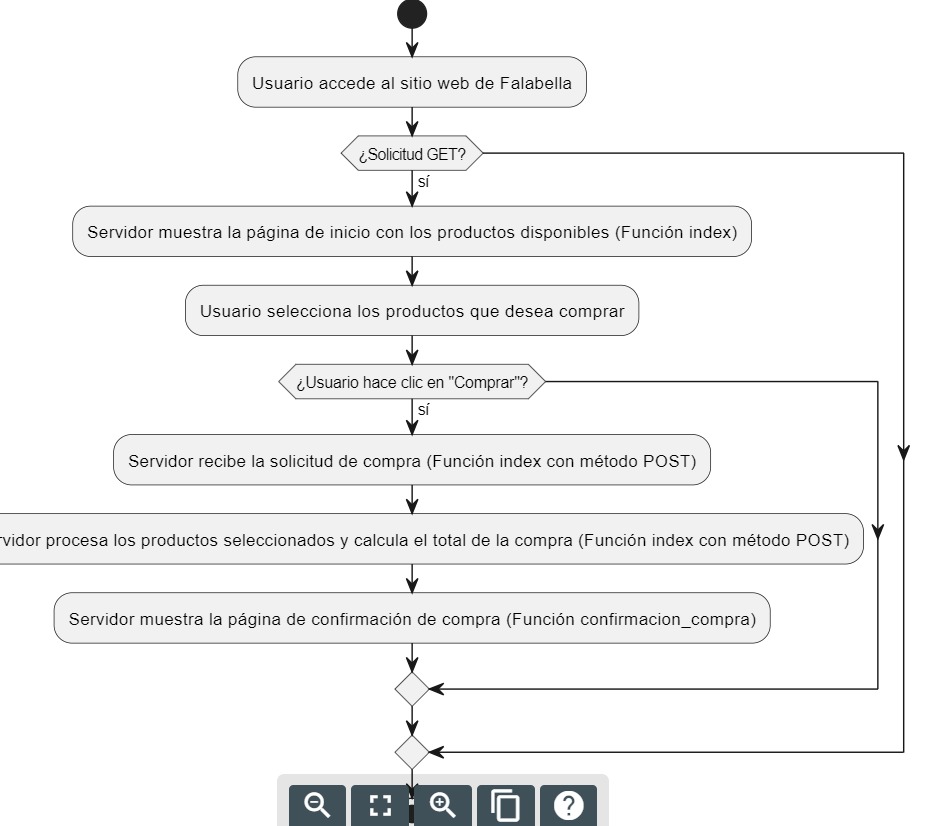 Usuario accede al sitio web de Falabella
¿Solicitud GET?
sí
Servidor muestra la página de inicio con los productos disponibles (Función index)
Usuario selecciona los productos que desea comprar
¿Usuario hace clic en "Comprar"?
sí
Servidor recibe la solicitud de compra (Función index con método POST)
rvidor procesa los productos seleccionados y calcula el total de la compra (Función index con método POST)
Servidor muestra la página de confirmación de compra (Función confirmacion_compra)